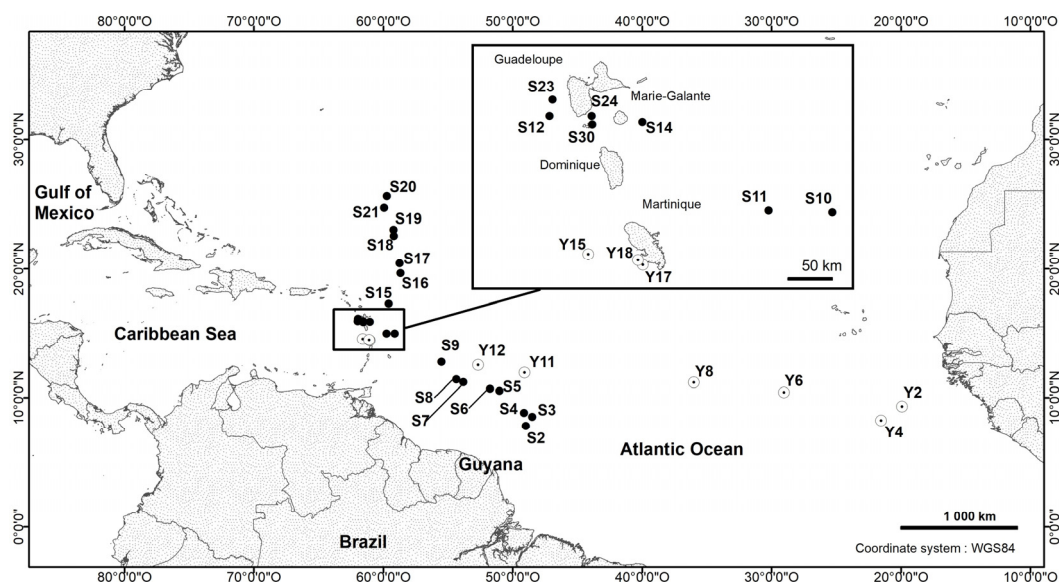 80°0'0"O 70°0'0"O 60°0'0"O 50°0'0"O 40°0'0"O 30°0'0"O 20°0'0"O 10°0'0"O
Guadeloupe
S23
S24
Marie-Galante
S12
S30
S14
Dominique
S11
S10
Martinique
Y15
Y18
Y17
50 km
30°0'0"N
30°0'0"N
Gulf of
Mexico
S20
S21
S19
S18
S17
S16
20°0'0"N
20°0'0"N
S15
Caribbean Sea
S9
Y12
Y11
S8
S7
S6
S5
S4
S3
S2
Y8
Y6
Y2
Y4
10°0'0"N
10°0'0"N
Guyana
Atlantic Ocean
Brazil
0°0'0"
0°0'0"
1 000 km
Coordinate system : WGS84
80°0'0"O 70°0'0"O 60°0'0"O 50°0'0"O 40°0'0"O 30°0'0"O 20°0'0"O 10°0'0"O